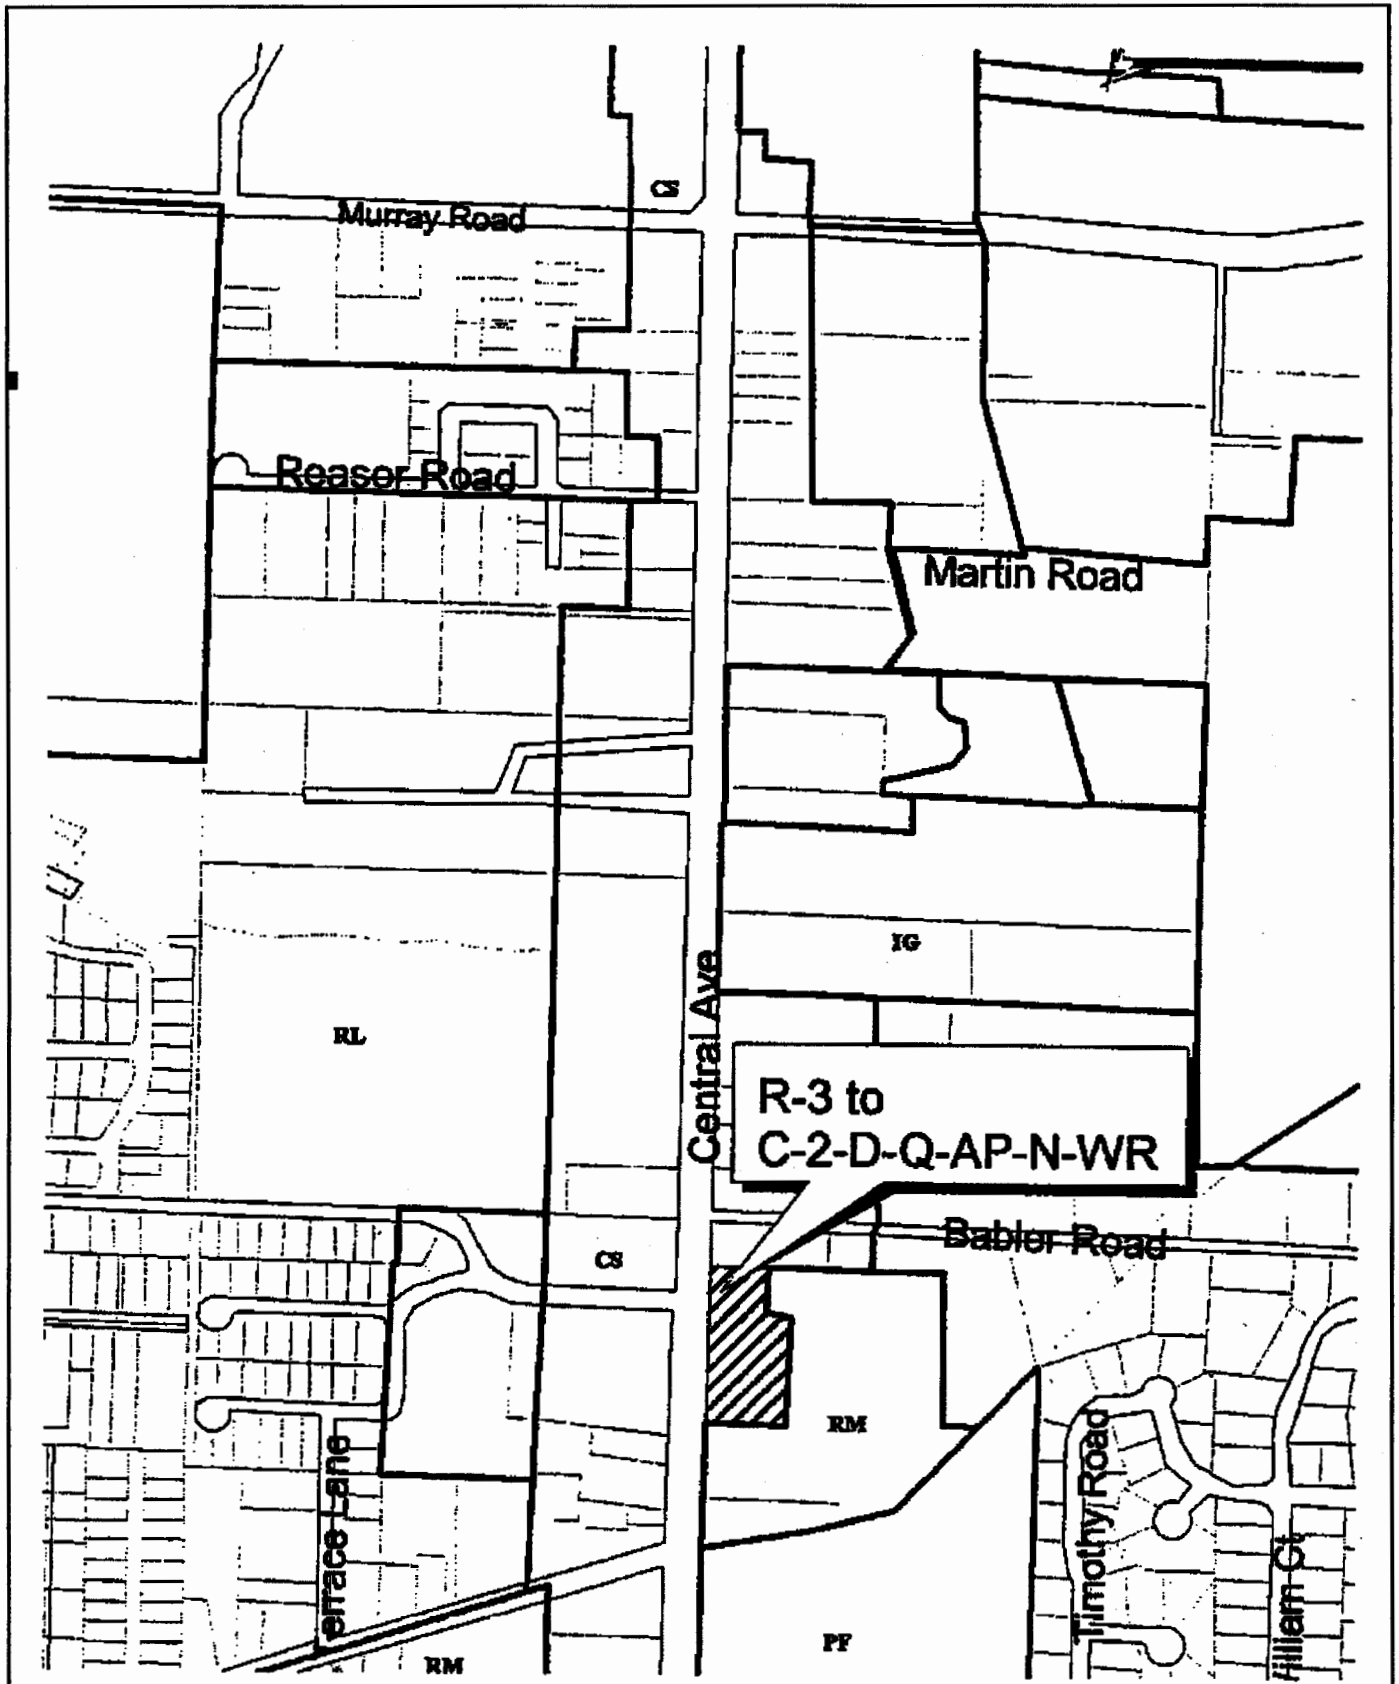 CS
Murray Road
Reasor Road
Martin Road
IG
Central Ave
RL
R-3 to
C-2-D-Q-AP-N-WR
Babler Road
CS
RM
Terrace Lane
Timothy Road
William Ct
PF
RM